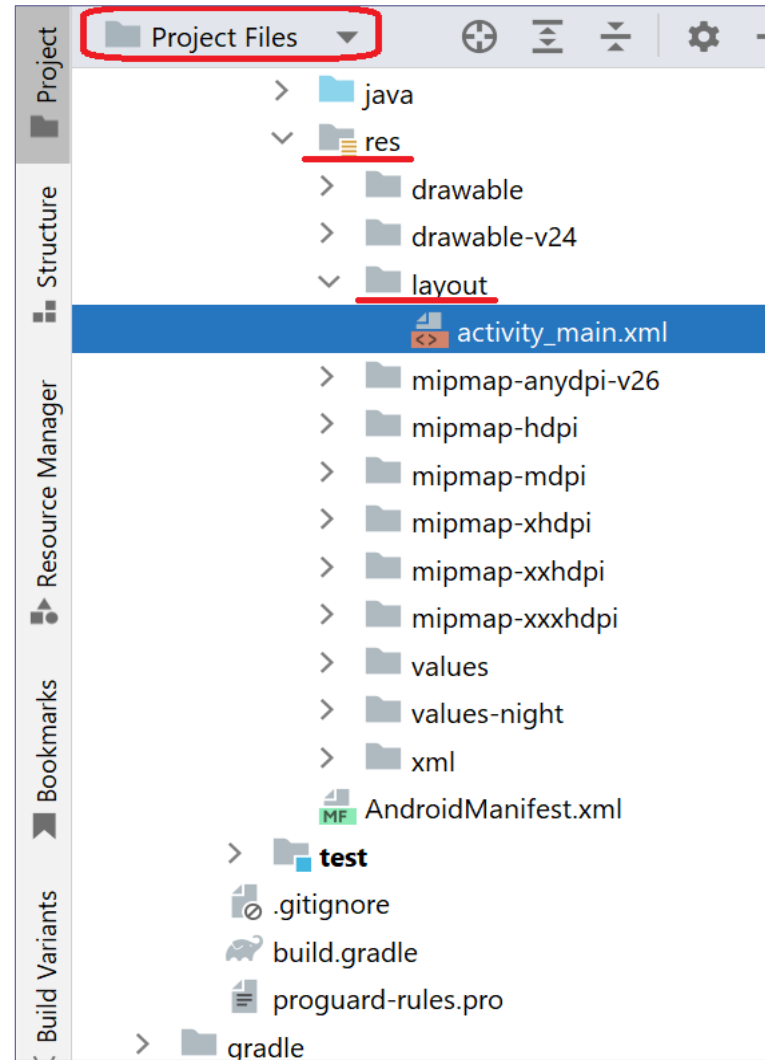 Project Files
Project
Structure
Resource Manager
Bookmarks
Build Variants
java
res
drawable
drawable-v24
layout
<> activity_main.xml
mipmap-anydpi-v26
mipmap-hdpi
mipmap-mdpi
mipmap-xhdpi
mipmap-xxhdpi
mipmap-xxxhdpi
values
values-night
xml
MF AndroidManifest.xml
test
.gitignore
build.gradle
proguard-rules.pro
gradle